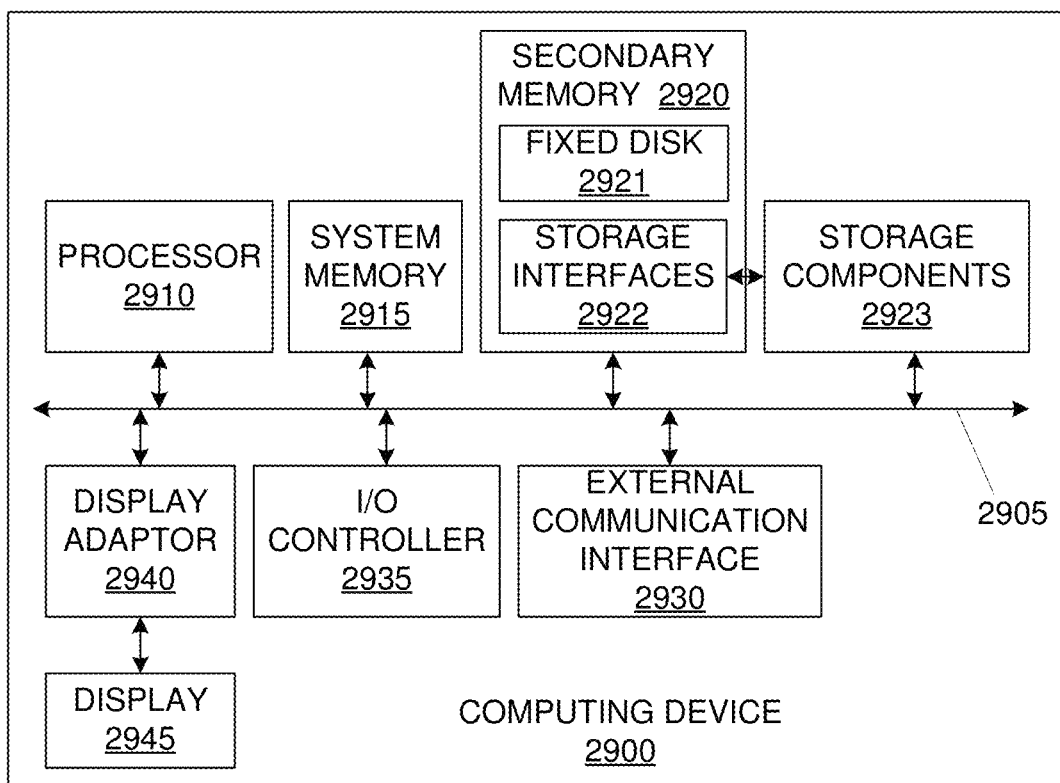 SECONDARY
MEMORY 2920
FIXED DISK
2921
STORAGE
INTERFACES
2922
PROCESSOR
2910
SYSTEM
MEMORY
2915
STORAGE
COMPONENTS
2923
2905
DISPLAY
ADAPTOR
2940
I/O
CONTROLLER
2935
EXTERNAL
COMMUNICATION
INTERFACE
2930
DISPLAY
2945
COMPUTING DEVICE
2900